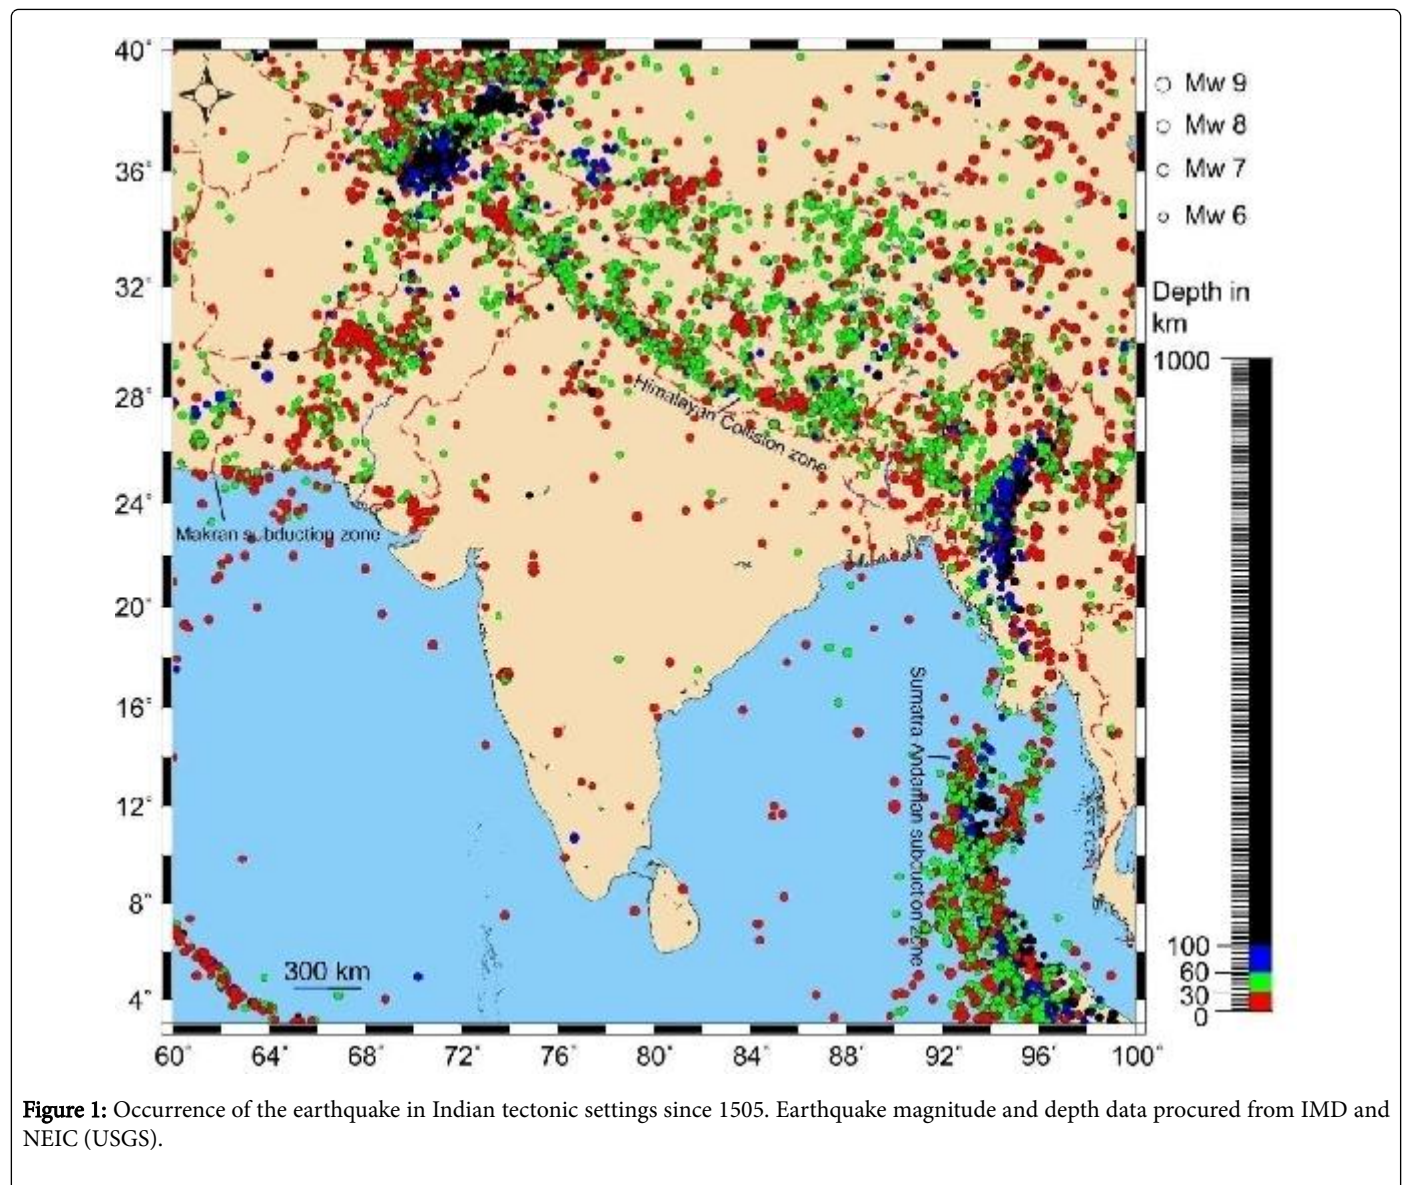 40°
36°
32°
28°
24°
20°
16°
12°
8°
4°
60°
64°
68°
72°
76°
80°
84°
88°
92°
96°
100°
Himalayan Collision zone
Makran subduction zone
Sumatra Andaman subduction zone
300 km
Mw 9
Mw 8
Mw 7
Mw 6
Depth in
km
1000
100
60
30
0
Figure 1: Occurrence of the earthquake in Indian tectonic settings since 1505. Earthquake magnitude and depth data procured from IMD and
NEIC (USGS).